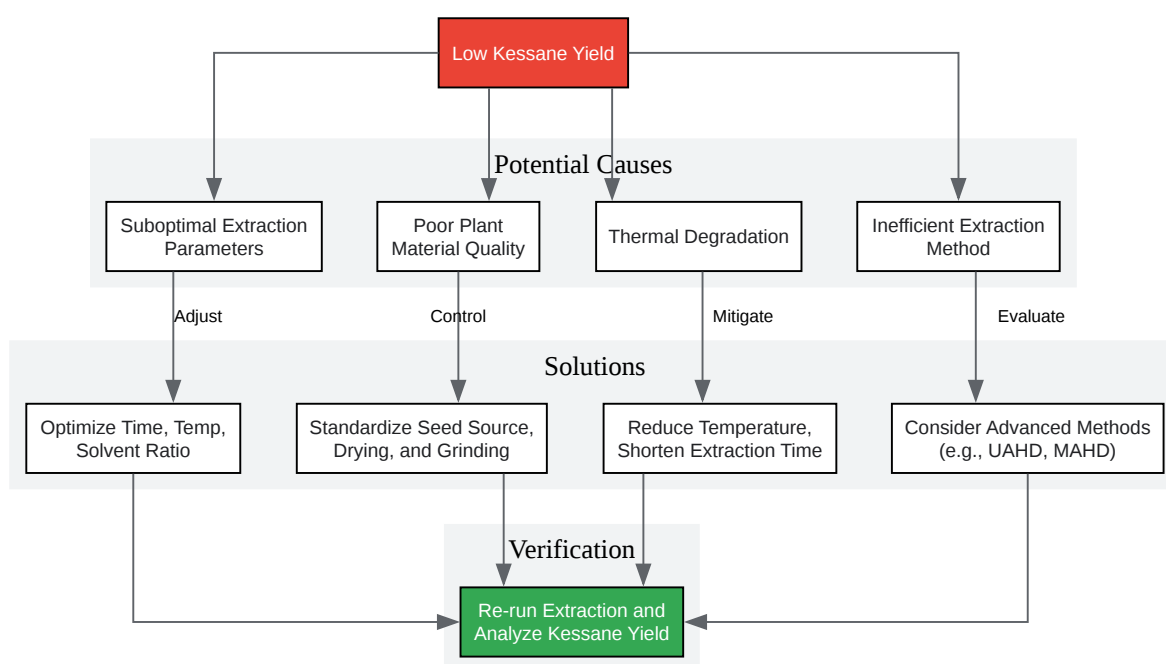 Low Kessane Yield
Potential Causes
Suboptimal Extraction
Parameters
Poor Plant
Material Quality
Thermal Degradation
Inefficient Extraction
Method
Adjust
Control
Mitigate
Evaluate
Solutions
Optimize Time, Temp,
Solvent Ratio
Standardize Seed Source,
Drying, and Grinding
Reduce Temperature,
Shorten Extraction Time
Consider Advanced Methods
(e.g., UAHD, MAHD)
Verification
Re-run Extraction and
Analyze Kessane Yield